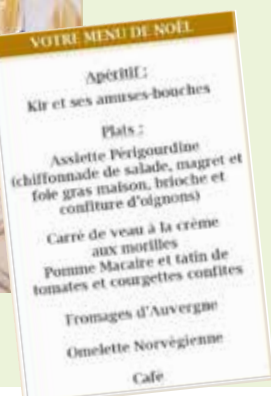 VOTRE MENU DE NOËL
Apéritif :
Kir et ses amuses-bouches
Plats :
Assiette Périgourdine
(chiffonnade de salade, magret et
foie gras maison, brioche et
confiture d'oignons)
Carré de veau à la crème
aux morilles
Pomme Macaire et tatin de
tomates et courgettes confites
Fromages d'Auvergne
Omelette Norvégienne
Café